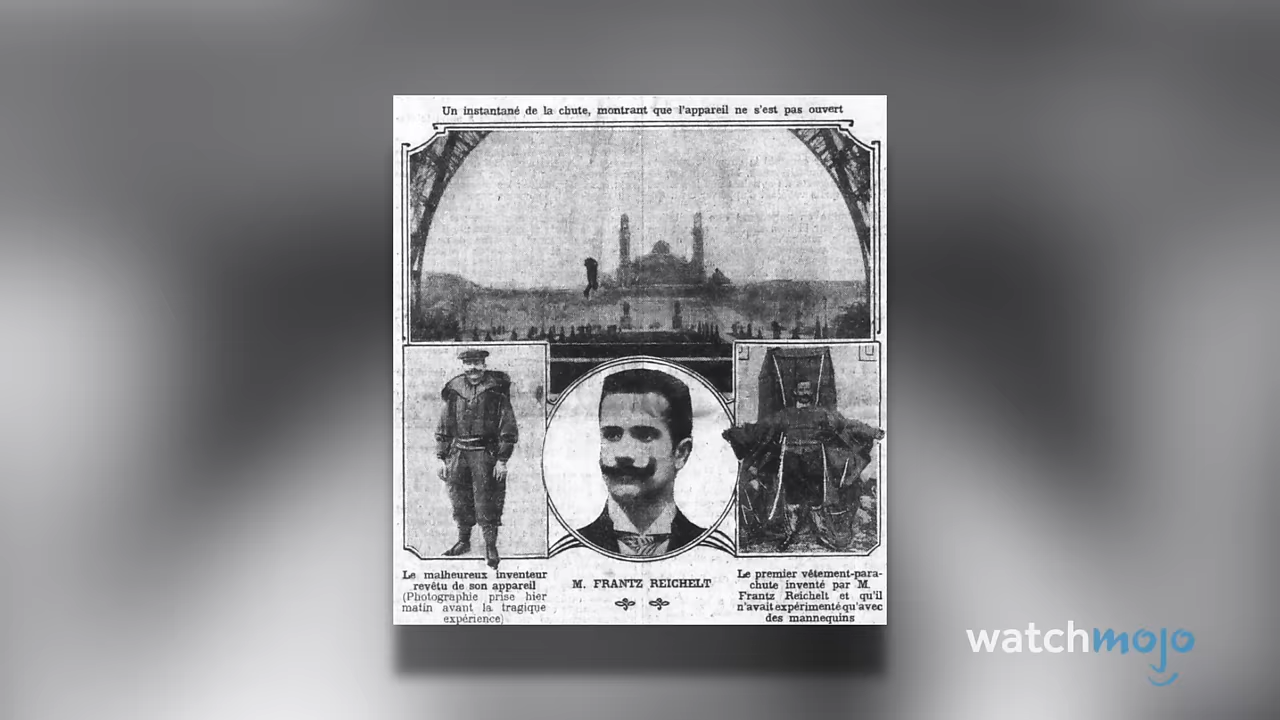 Un instantané de la chute, montrant que l'appareil ne s'est pas ouvert
Le malheureux inventeur
revêtu de son appareil
(Photographie prise hier
matin avant la tragique
expérience)
M. FRANTZ REICHELT
Le premier vêtement-para-
chute inventé par M.
Frantz Reichelt et qu'il
n'avait expérimenté qu'avec
des mannequins
watchmojo